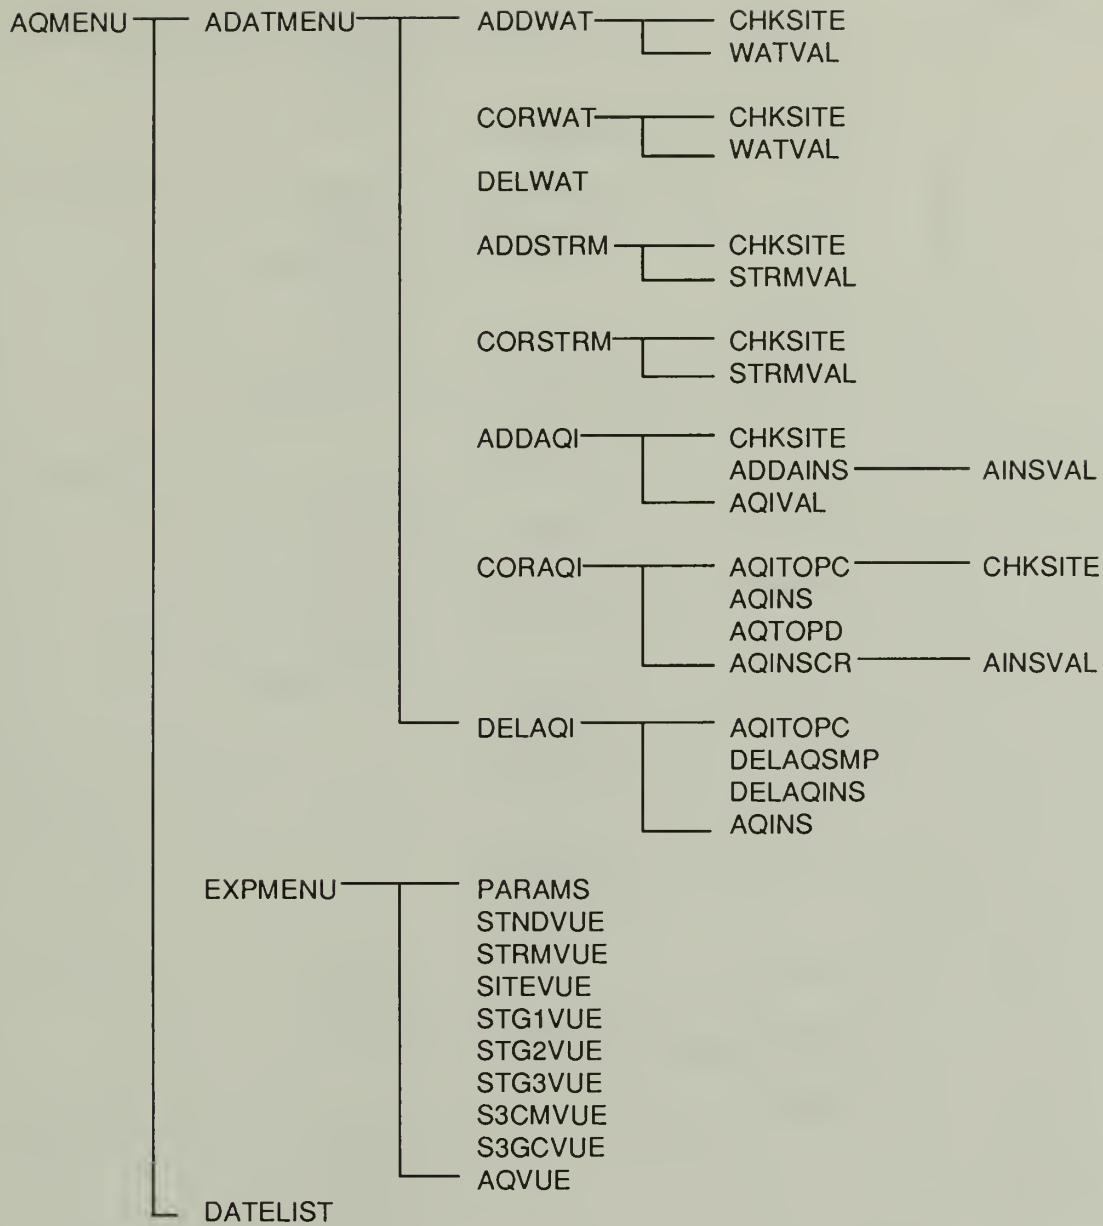 AQMENU ADATMENU ADDWAT CHKSITE
WATVAL
CORWAT CHKSITE
WATVAL
DELWAT
ADDSTRM CHKSITE
STRMVAL
CORSTRM CHKSITE
STRMVAL
ADDAQI CHKSITE
ADDAINS AINSVAL
AQIVAL
CORAQI AQITOPC CHKSITE
AQINS
AQTOPD
AQINSCR AINSVAL
DELAQI AQITOPC
DELAQSMP
DELAQINS
AQINS
EXPMENU PARAMS
STNDVUE
STRMVUE
SITEVUE
STG1VUE
STG2VUE
STG3VUE
S3CMVUE
S3GCVUE
AQVUE
DATELIST